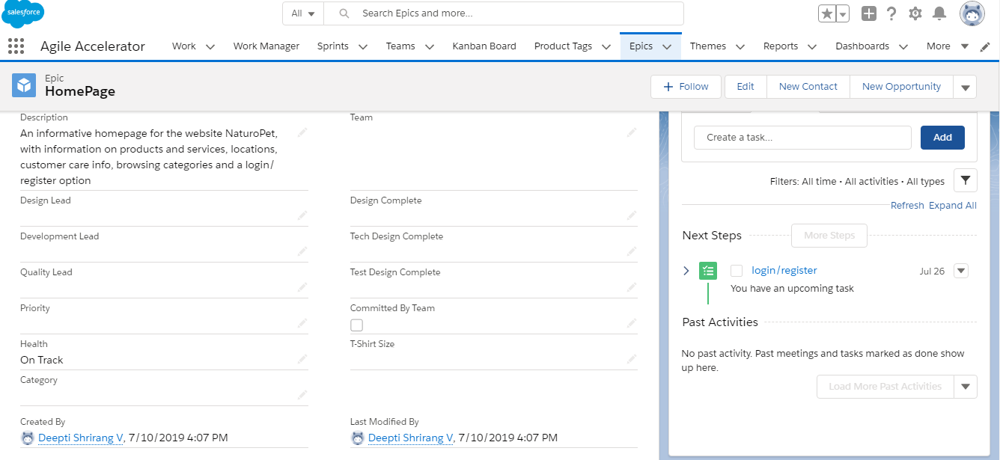 salesforce
All
Search Epics and more...
Agile Accelerator
Work
Work Manager
Sprints
Teams
Kanban Board
Product Tags
Epics
Themes
Reports
Dashboards
More
Epic
HomePage
Follow
Edit
New Contact
New Opportunity
Description
An informative homepage for the website NaturoPet,
with information on products and services, locations,
customer care info, browsing categories and a login/
register option
Team
Design Lead
Design Complete
Development Lead
Tech Design Complete
Quality Lead
Test Design Complete
Priority
Committed By Team
Health
On Track
T-Shirt Size
Category
Created By
Deepti Shrirang V, 7/10/2019 4:07 PM
Last Modified By
Deepti Shrirang V, 7/10/2019 4:07 PM
Create a task...
Add
Filters: All time • All activities • All types
Refresh
Expand All
Next Steps
More Steps
login/register
Jul 26
You have an upcoming task
Past Activities
No past activity. Past meetings and tasks marked as done show
up here.
Load More Past Activities